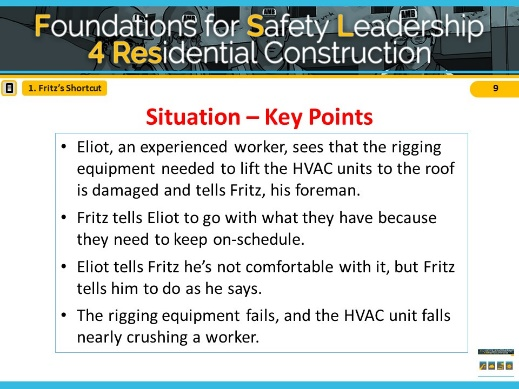 Foundations for Safety Leadership
4 Residential Construction
1. Fritz's Shortcut
9
Situation – Key Points
• Eliot, an experienced worker, sees that the rigging
equipment needed to lift the HVAC units to the roof
is damaged and tells Fritz, his foreman.
• Fritz tells Eliot to go with what they have because
they need to keep on-schedule.
• Eliot tells Fritz he's not comfortable with it, but Fritz
tells him to do as he says.
• The rigging equipment fails, and the HVAC unit falls
nearly crushing a worker.